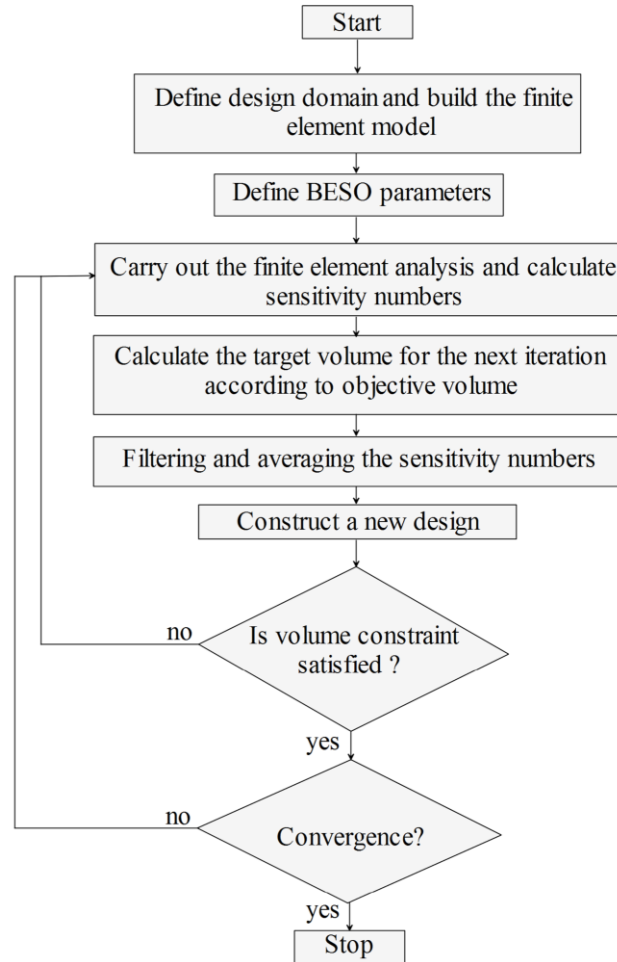 Start
Define design domain and build the finite
element model
Define BESO parameters
Carry out the finite element analysis and calculate
sensitivity numbers
Calculate the target volume for the next iteration
according to objective volume
Filtering and averaging the sensitivity numbers
Construct a new design
no
Is volume constraint
satisfied ?
yes
no
Convergence?
yes
Stop